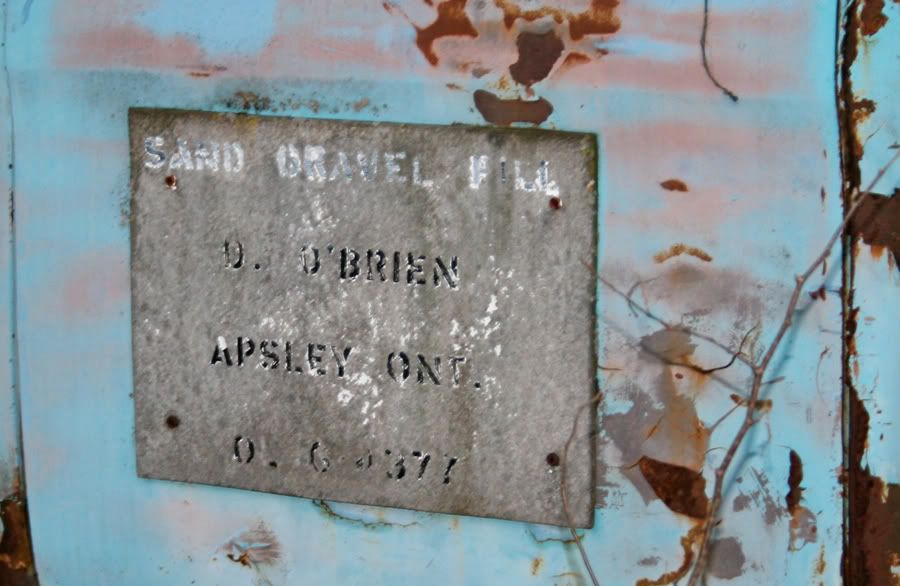 SAND GRAVEL FILL
D. O'BRIEN
APSLEY ONT.
D.